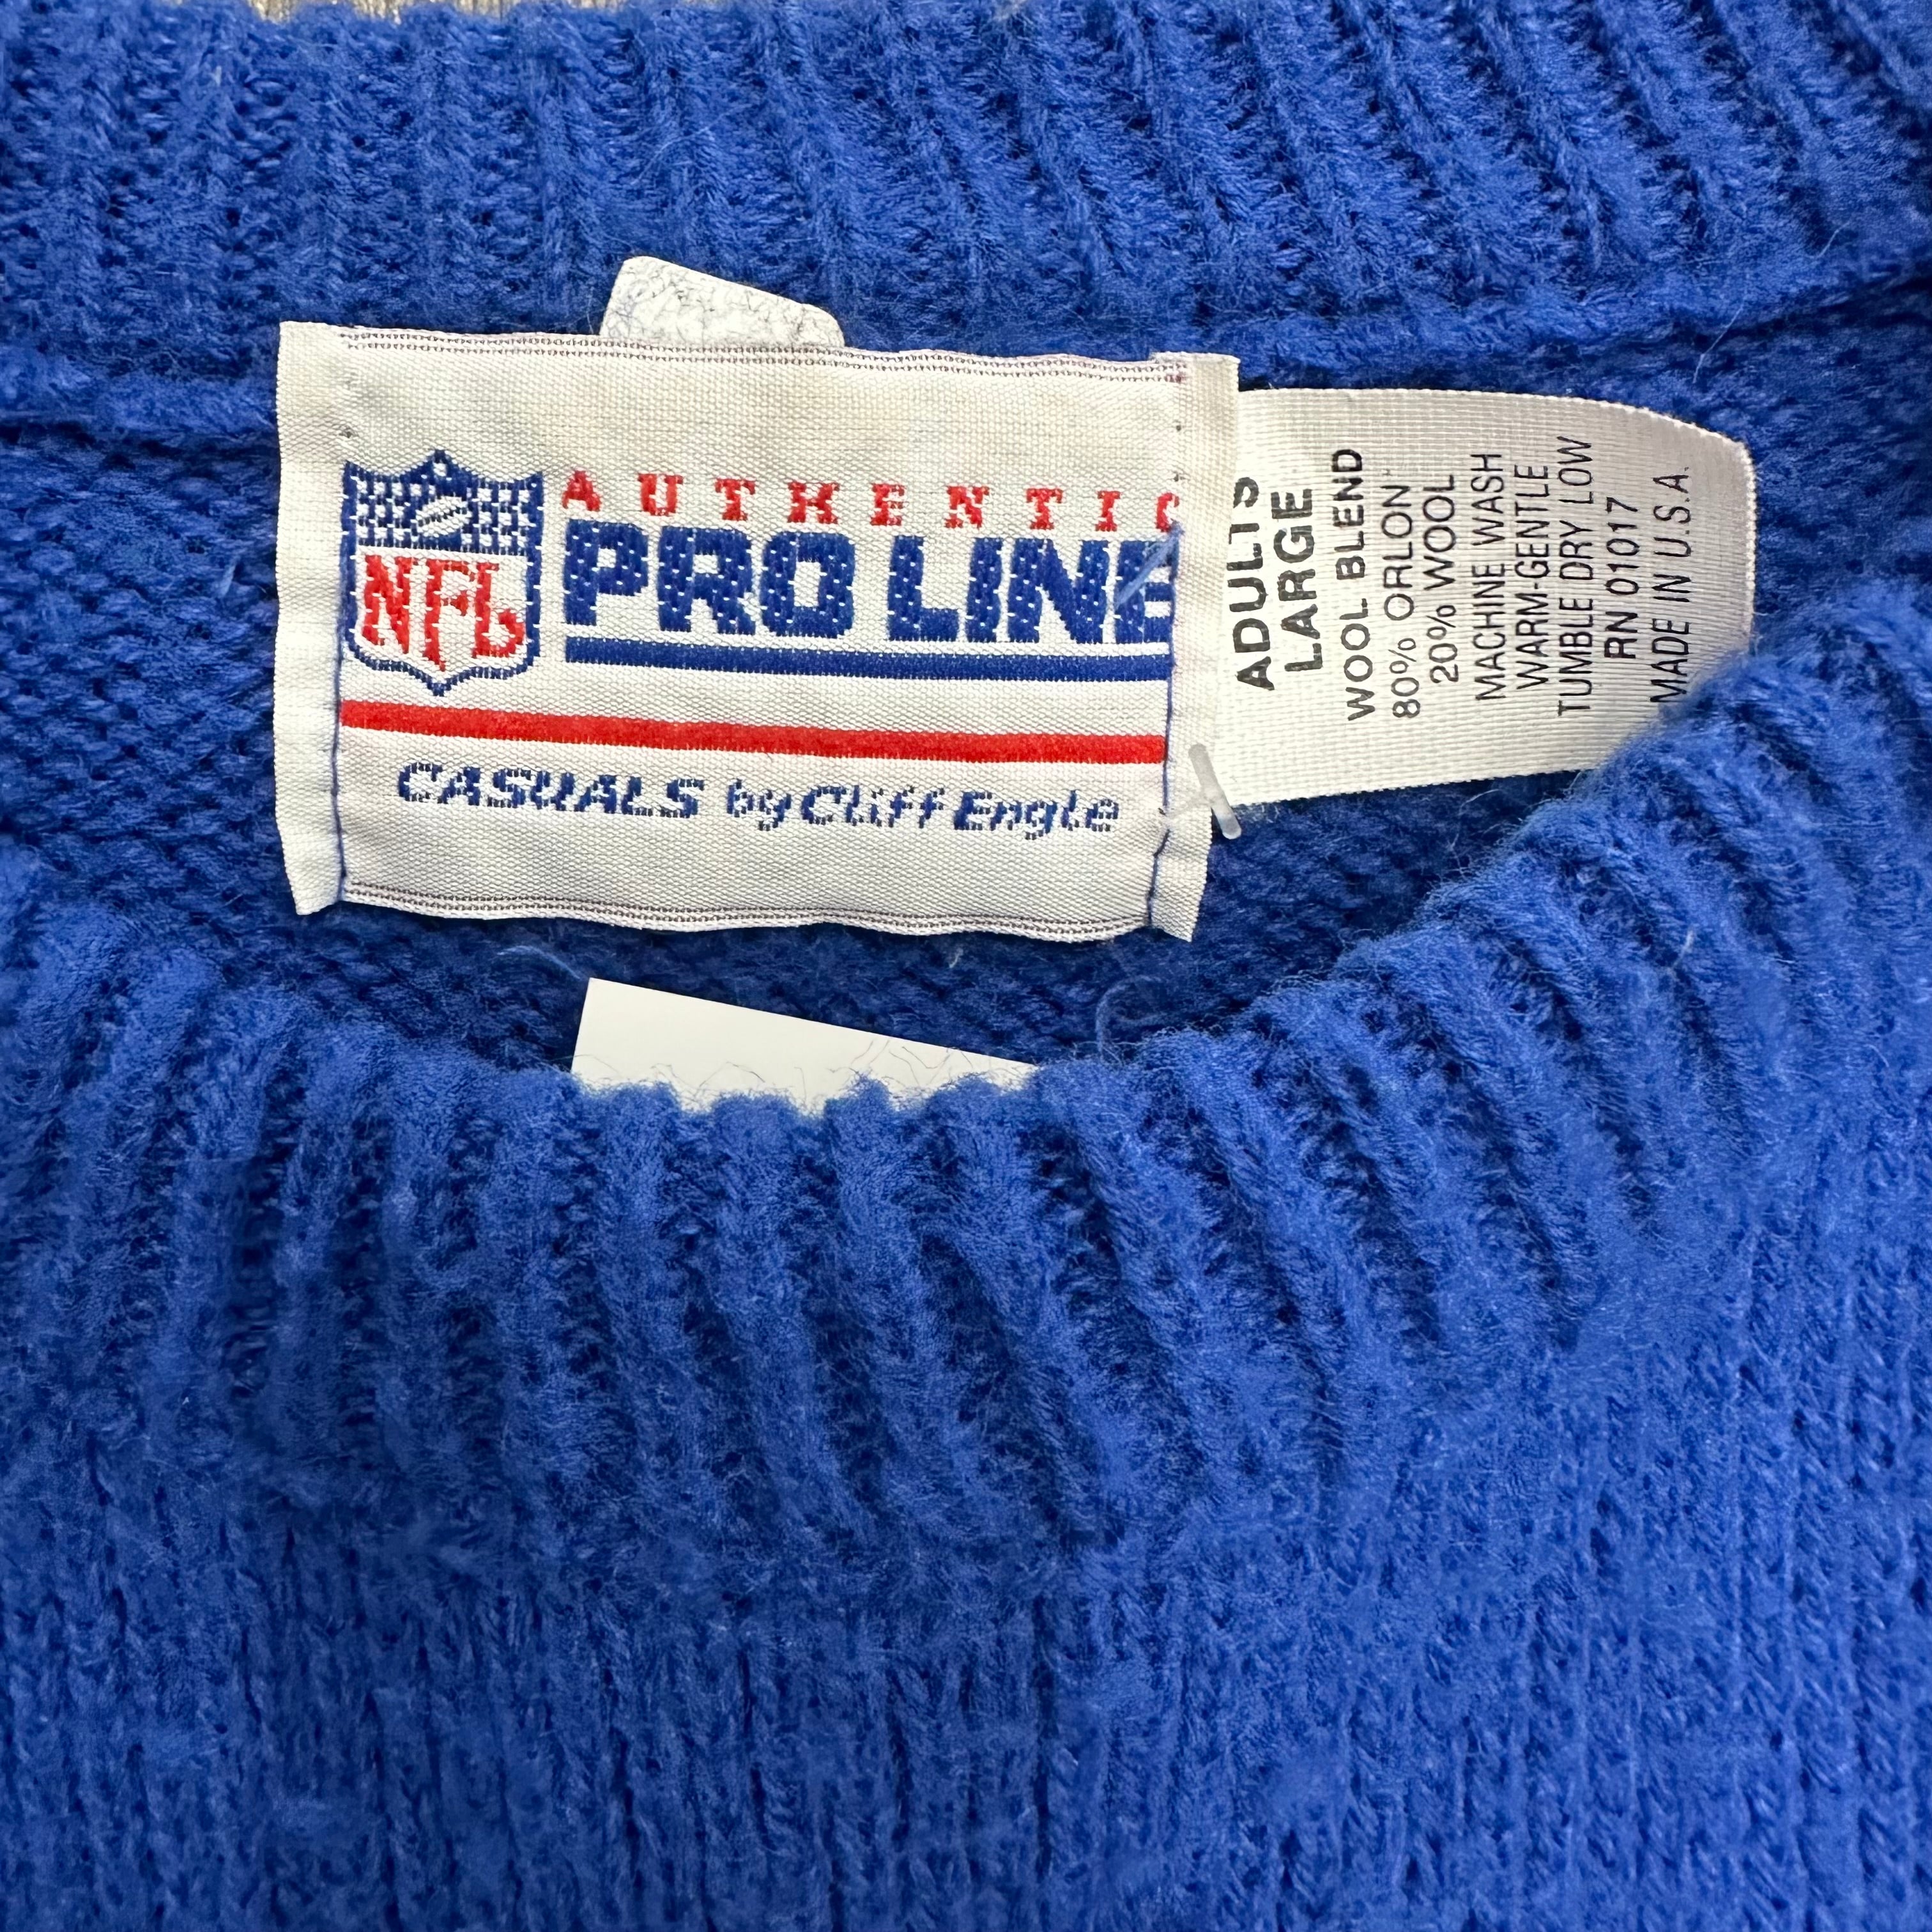 AUTHENTIC
NFL PRO LINE
CASUALS by Cliff Engle
ADULTS
LARGE
WOOL BLEND
80% ORLON
20% WOOL
MACHINE WASH
WARM-GENTLE
TUMBLE DRY LOW
RN 01017
MADE IN U.S.A.